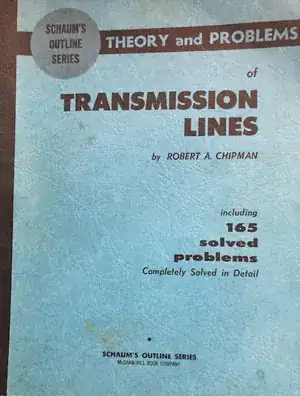 SCHAUM'S
OUTLINE
SERIES
THEORY and PROBLEMS
of
TRANSMISSION
LINES
by ROBERT A. CHIPMAN
including
165
solved
problems
Completely Solved in Detail
SCHAUM'S OUTLINE SERIES
McGRAW-HILL BOOK COMPANY